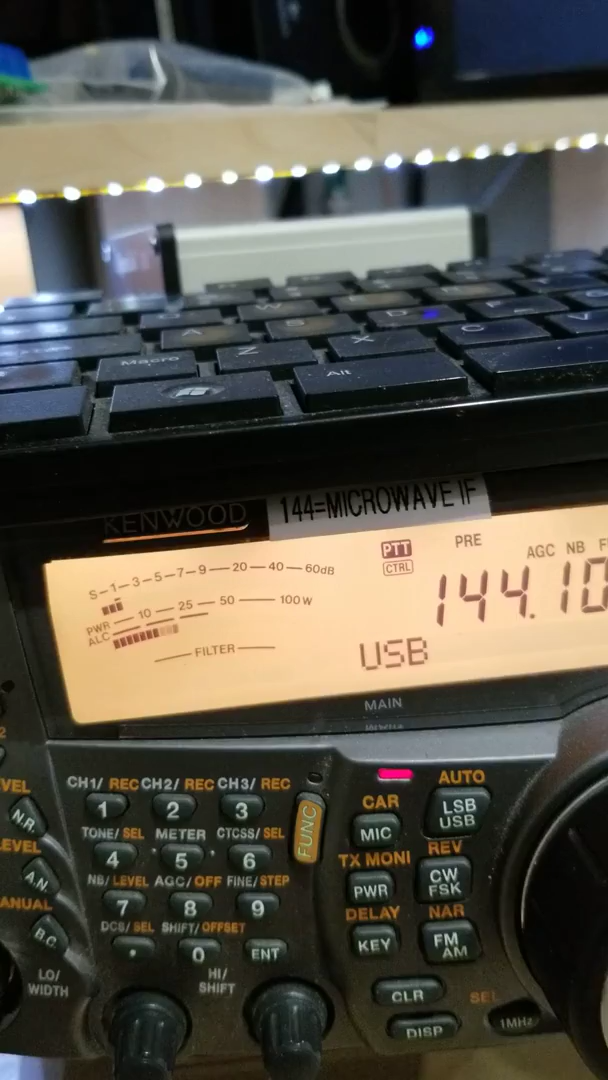 W
A S D F
Macro Z X C V
Alt
KENWOOD 144=MICROWAVE IF
S-1-3-5-7-9-20-40-60dB
PWR 10 25 50 100 W
ALC
FILTER
PTT PRE AGC NB
CTRL
144.10
USB
MAIN
CH1/ REC CH2/ REC CH3/ REC
1 2 3
TONE/ SEL METER CTCSS/ SEL
4 5 6
NB/ LEVEL AGC/ OFF FINE/ STEP
7 8 9
DCS/ SEL SHIFT/ OFFSET
. 0 ENT
LO/ WIDTH
HI/ SHIFT
FUNC
N.R.
A.N.
B.C.
CAR
MIC
TX MONI
PWR
DELAY
KEY
CLR
DISP
AUTO
LSB
USB
REV
CW
FSK
NAR
FM
AM
SEL
1MHz